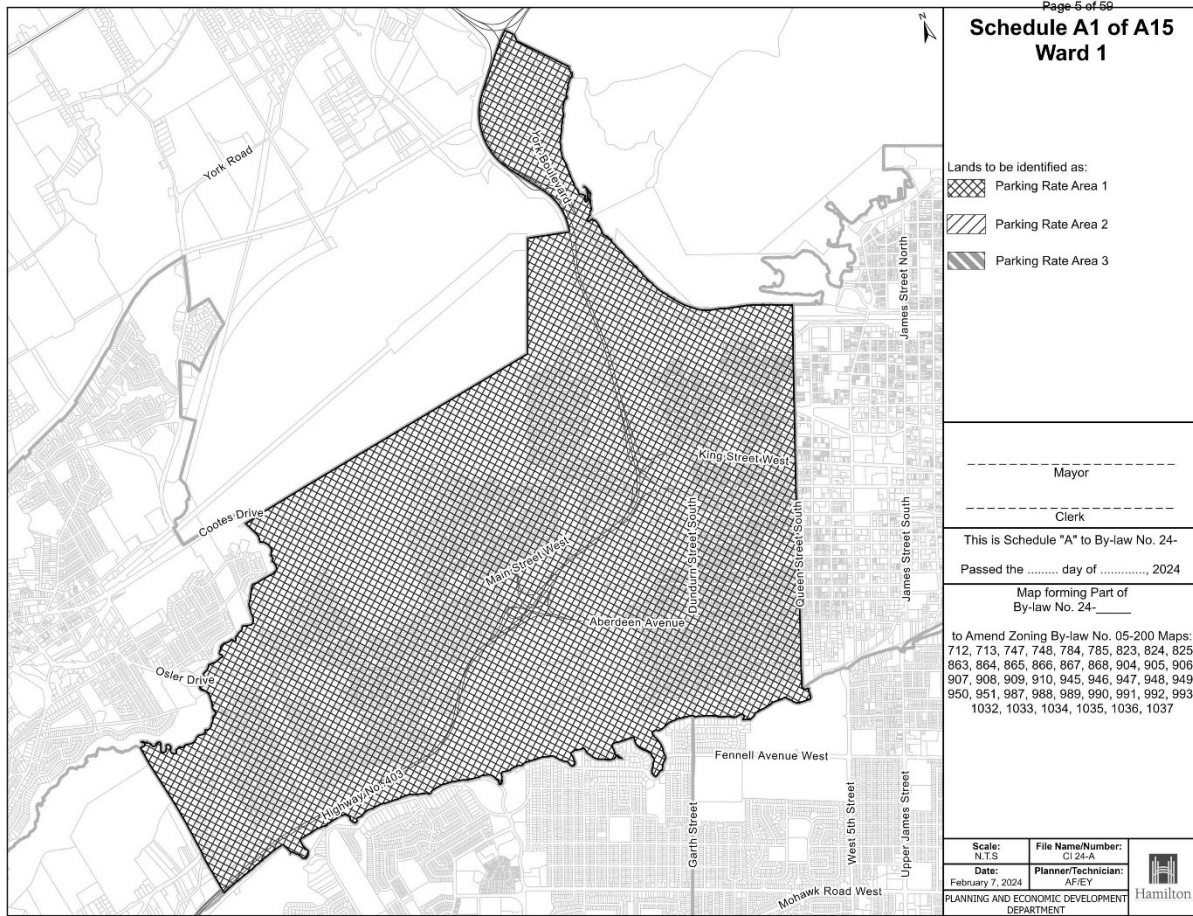 Page 5 of 59
Schedule A1 of A15
Ward 1
Lands to be identified as:
Parking Rate Area 1
Parking Rate Area 2
Parking Rate Area 3
Mayor
Clerk
This is Schedule "A" to By-law No. 24-
Passed the ......... day of ............., 2024
Map forming Part of
By-law No. 24-_____
to Amend Zoning By-law No. 05-200 Maps:
712, 713, 747, 748, 784, 785, 823, 824, 825
863, 864, 865, 866, 867, 868, 904, 905, 906
907, 908, 909, 910, 945, 946, 947, 948, 949
950, 951, 987, 988, 989, 990, 991, 992, 993
1032, 1033, 1034, 1035, 1036, 1037
Scale:
N.T.S
File Name/Number:
CI 24-A
Date:
February 7, 2024
Planner/Technician:
AF/EY
PLANNING AND ECONOMIC DEVELOPMENT
DEPARTMENT
Hamilton
N
York Road
York Boulevard
James Street North
King Street West
Cootes Drive
Main Street West
Dundurn Street South
Queen Street South
James Street South
Aberdeen Avenue
Osler Drive
Highway No. 403
Fennell Avenue West
Garth Street
West 5th Street
Upper James Street
Mohawk Road West